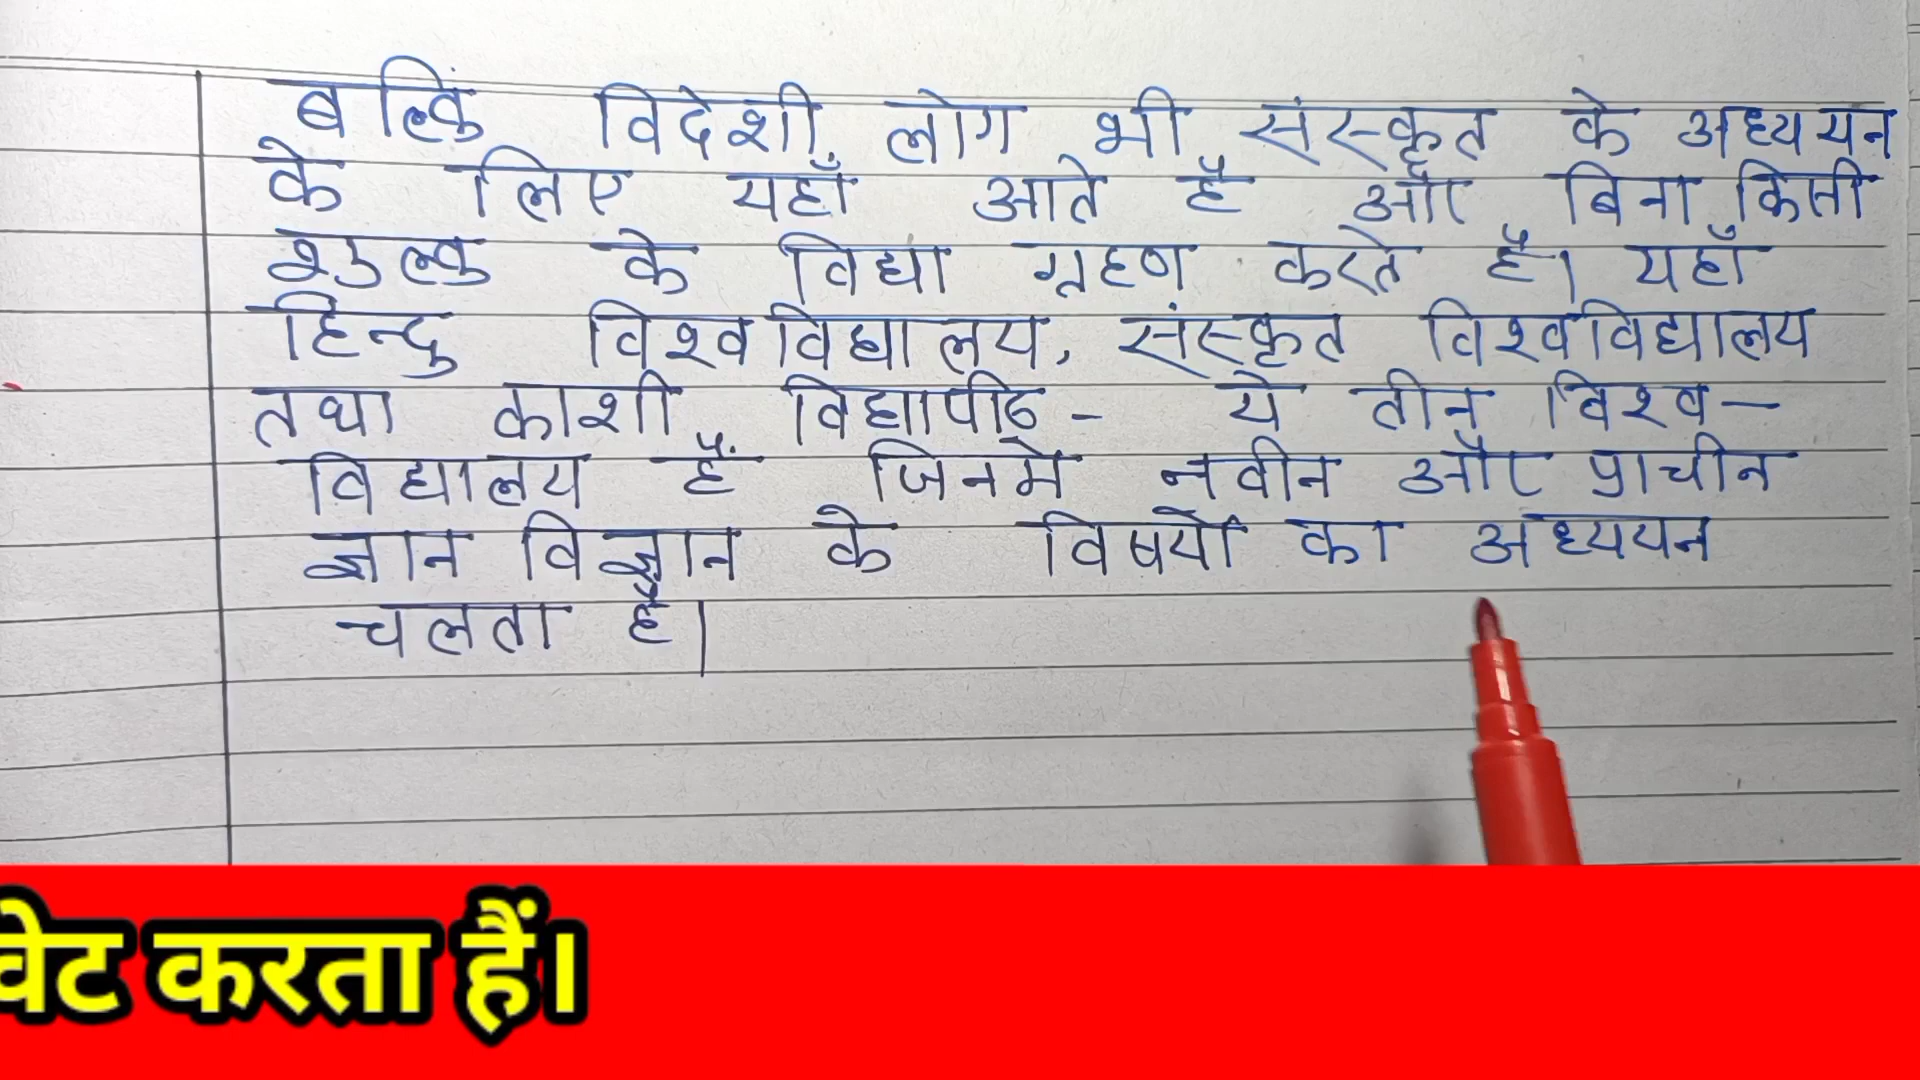 बल्कि विदेशी लोग भी संस्कृत के अध्ययन
के लिए यहाँ आते है और बिना किसी
शुल्क के विद्या ग्रहण करते है। यहाँ
हिन्दु विश्वविद्यालय, संस्कृत विश्वविद्यालय
तथा काशी विद्यापीठ - ये तीन विश्व-
विद्यालय हैं जिनमे नवीन और प्राचीन
ज्ञान विज्ञान के विषयों का अध्ययन
चलता है।
वेट करता हैं।